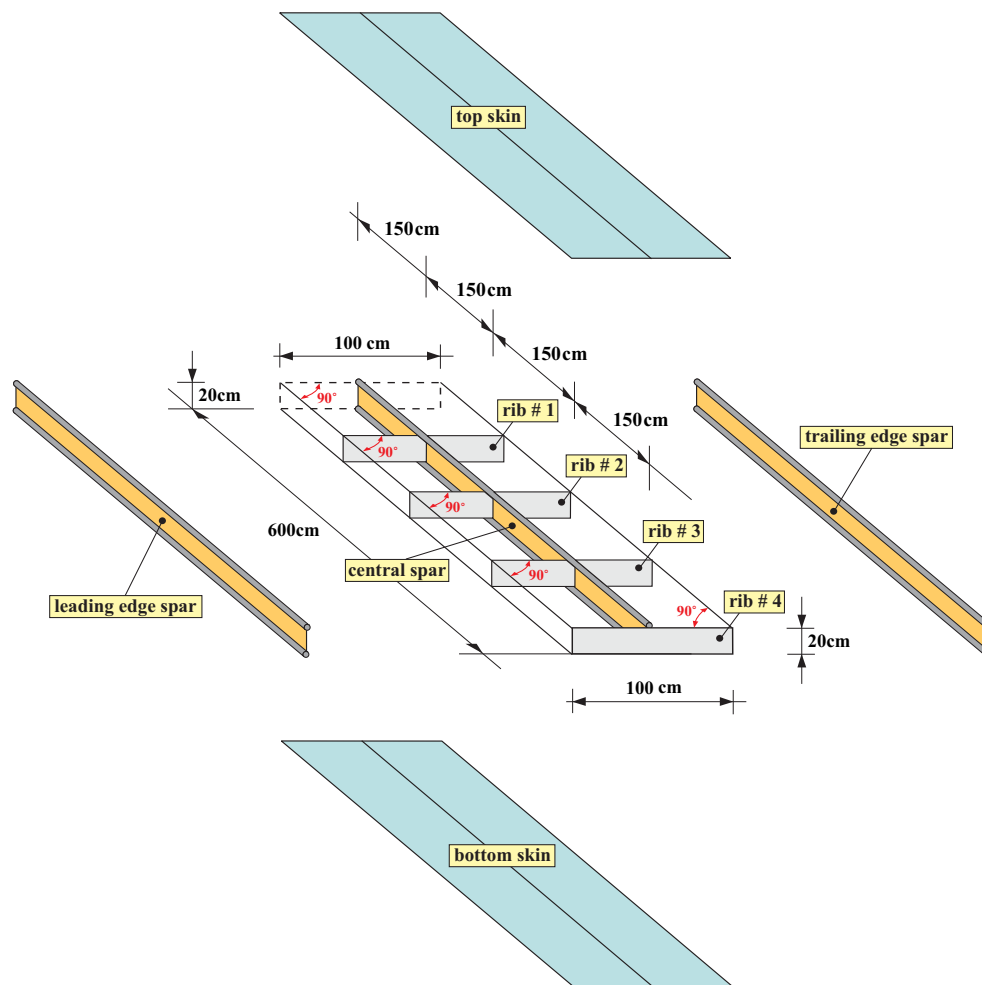 top skin
150cm
150cm
150cm
150cm
100 cm
20cm
90°
rib # 1
90°
rib # 2
90°
rib # 3
90°
rib # 4
90°
trailing edge spar
600cm
central spar
leading edge spar
20cm
100 cm
bottom skin